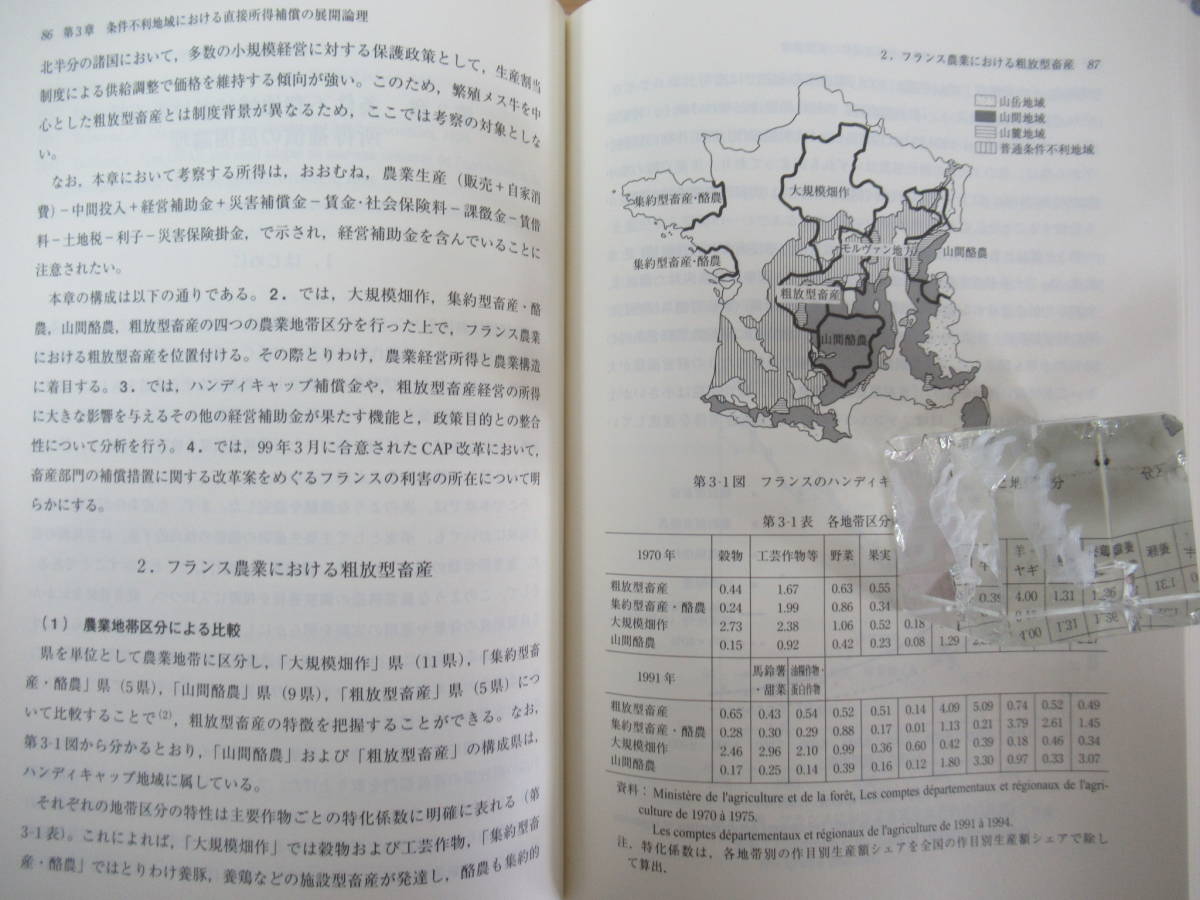 86 第3章 条件不利地域における直接所得補償の展開論理
北半分の諸国において，多数の小規模経営に対する保護政策として，生産割当
制度による供給調整で価格を維持する傾向が強い。このため，繁殖メス牛を中
心とした粗放型畜産とは制度背景が異なるため，ここでは考察の対象としな
い。
なお，本章において考察する所得は，おおむね，農業生産（販売＋自家消
費）－中間投入＋経営補助金＋災害補償金－賃金・社会保険料－課徴金－賃借
料－土地税－利子－災害保険掛金，で示され，経営補助金を含んでいることに
注意されたい。
本章の構成は以下の通りである。2．では，大規模畑作，集約型畜産・酪
農，山間酪農，粗放型畜産の四つの農業地帯区分を行った上で，フランス農業
における粗放型畜産を位置付ける。その際とりわけ，農業経営所得と農業構造
に着目する。3．では，ハンディキャップ補償金や，粗放型畜産経営の所得
に大きな影響を与えるその他の経営補助金が果たす機能と，政策目的との整合
性について分析を行う。4．では，99年3月に合意されたCAP改革において，
畜産部門の補償措置に関する改革案をめぐるフランスの利害の所在について明
らかにする。
2．フランス農業における粗放型畜産
(1) 農業地帯区分による比較
県を単位として農業地帯に区分し，「大規模畑作」県（11県），「集約型畜
産・酪農」県（5県），「山間酪農」県（9県），「粗放型畜産」県（5県）につ
いて比較することで(2)，粗放型畜産の特徴を把握することができる。なお，
第3-1図から分かるとおり，「山間酪農」および「粗放型畜産」の構成県は，
ハンディキャップ地域に属している。
それぞれの地帯区分の特性は主要作物ごとの特化係数に明確に表れる（第
3-1表）。これによれば，「大規模畑作」では穀物および工芸作物，「集約型畜
産・酪農」ではとりわけ養豚，養鶏などの施設型畜産が発達し，酪農も集約的
2．フランス農業における粗放型畜産 87
山岳地域
山間地域
山麓地域
普通条件不利地域
大規模畑作
集約型畜産・酪農
モルヴァン地方
山間酪農
集約型畜産・酪農
粗放型畜産
山間酪農
第3-1図 フランスのハンディキ
第3-1表 各地帯区分
1970年 穀物 工芸作物等 野菜 果実 羊・ヤギ
粗放型畜産 0.44 1.67 0.63 0.55 4.00 1.31
集約型畜産・酪農 0.24 1.99 0.86 0.34
大規模畑作 2.73 2.38 1.06 0.52 0.18
山間酪農 0.15 0.92 0.42 0.23 0.08 1.29
1991年 馬鈴薯・甜菜 油糧作物・蛋白作物
粗放型畜産 0.65 0.43 0.54 0.52 0.51 0.14 4.09 5.09 0.74 0.52 0.49
集約型畜産・酪農 0.28 0.30 0.29 0.88 0.17 0.01 1.13 0.21 3.79 2.61 1.45
大規模畑作 2.46 2.96 2.10 0.99 0.36 0.60 0.42 0.39 0.18 0.46 0.34
山間酪農 0.17 0.25 0.14 0.39 0.16 0.12 1.80 3.30 0.97 0.33 3.07
資料：Ministère de l'agriculture et de la forêt, Les comptes départementaux et régionaux de l'agri-
culture de 1970 à 1975.
Les comptes départementaux et régionaux de l'agriculture de 1991 à 1994.
注．特化係数は，各地帯別の作目別生産額シェアを全国の作目別生産額シェアで除し
て算出．